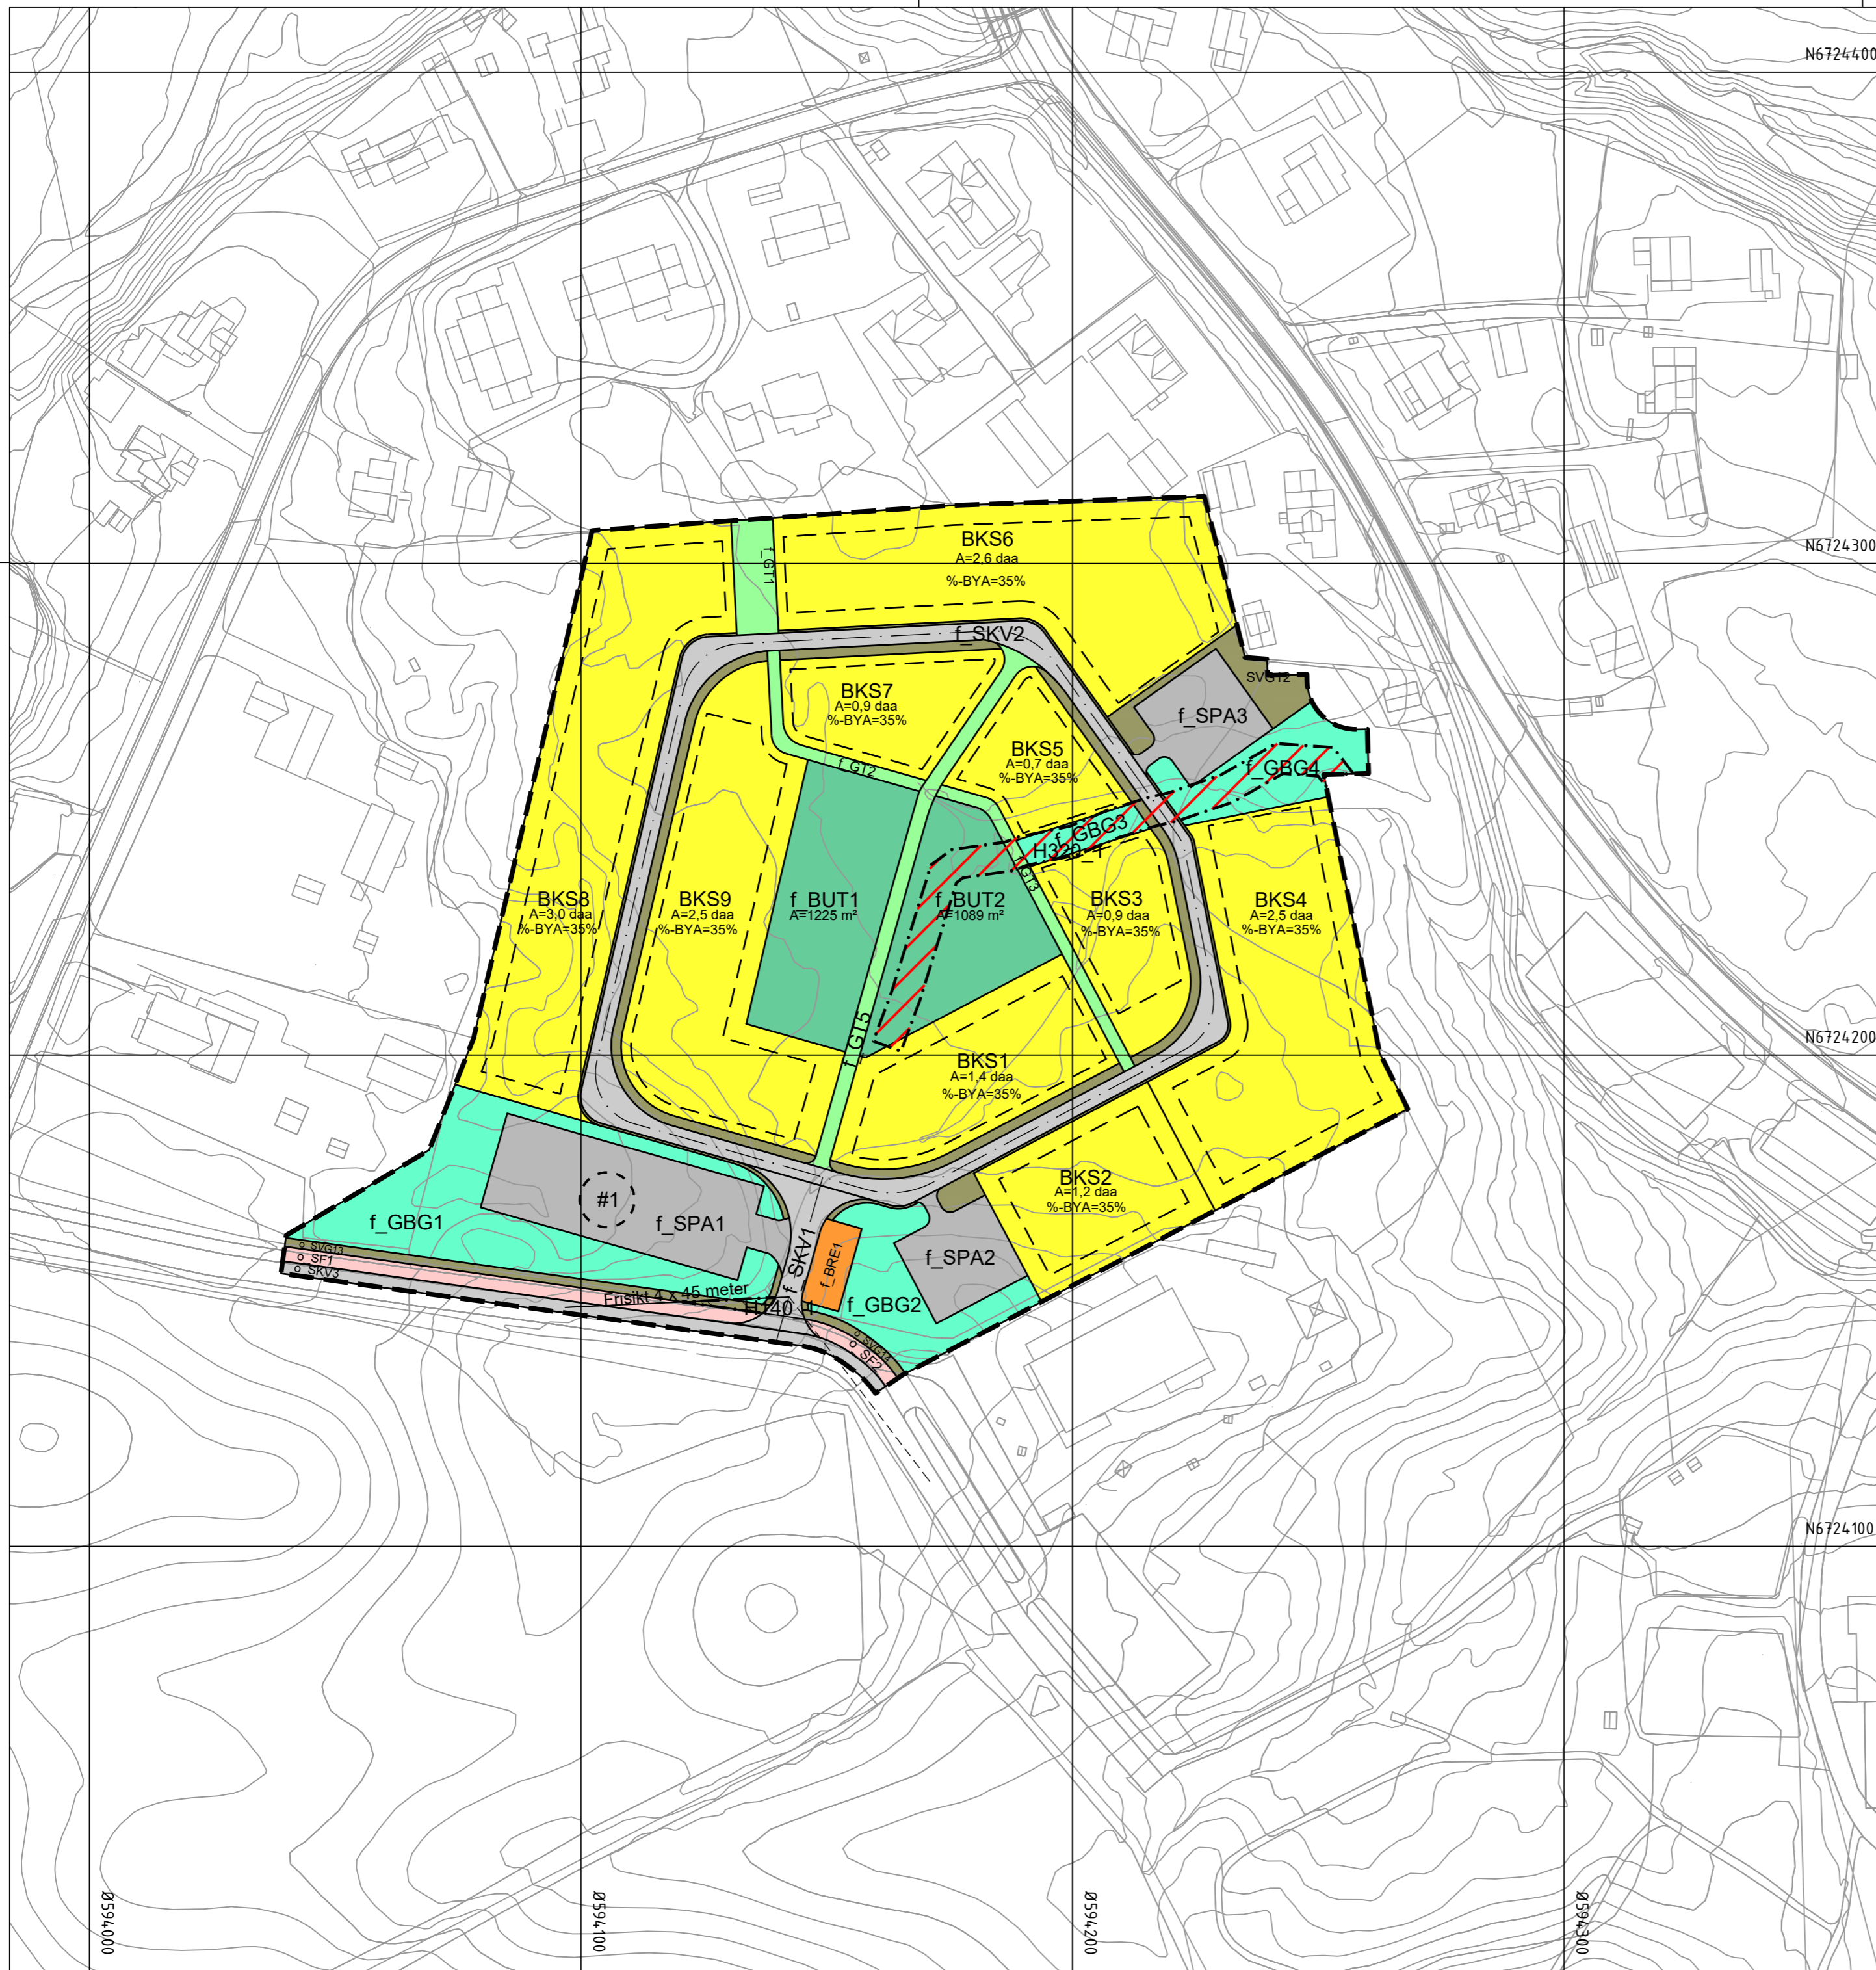 N6724400
BKS6
A=2,6 daa
%-BYA=35%
N6724300
f_GT1
f_SKV2
SVG12
BKS7
A=0,9 daa
%-BYA=35%
f_SPA3
BKS5
A=0,7 daa
%-BYA=35%
f_GT2
f_GBG4
f_GBG3
H320_1
f_GT3
BKS8
A=3,0 daa
%-BYA=35%
BKS9
A=2,5 daa
%-BYA=35%
f_BUT1
A=1225 m²
f_BUT2
A=1089 m²
BKS3
A=0,9 daa
%-BYA=35%
BKS4
A=2,5 daa
%-BYA=35%
f_GT5
N6724200
BKS1
A=1,4 daa
%-BYA=35%
BKS2
A=1,2 daa
%-BYA=35%
#1
f_GBG1
f_SPA1
f_SKV1
f_BRE1
f_SPA2
o SVG13
o SF1
o SKV3
Frisikt 4 x 45 meter
H140_1
f_GBG2
o SVG14
o SF2
N6724100
Ø594000
Ø594100
Ø594200
Ø594300